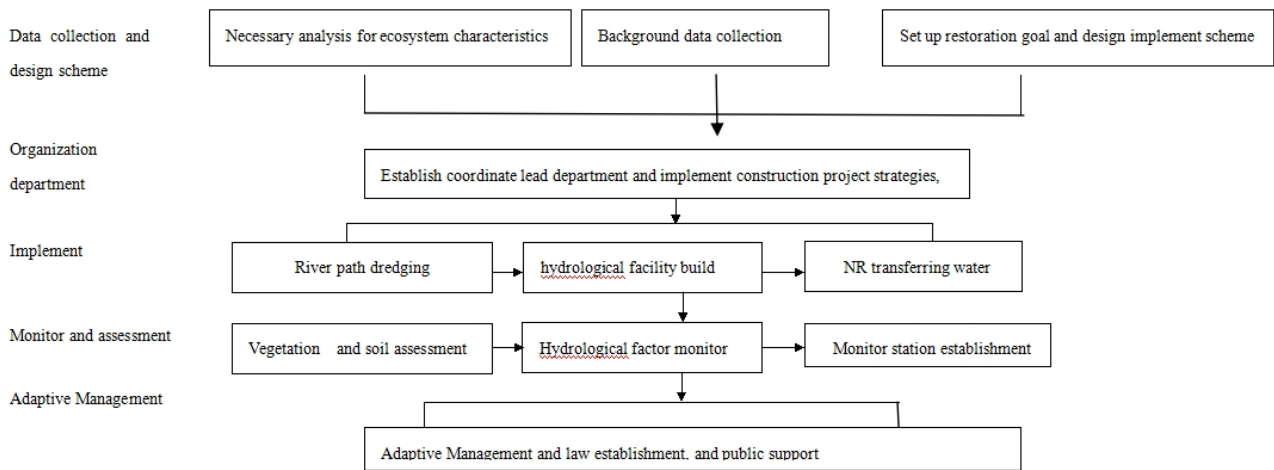 Data collection and
design scheme
Necessary analysis for ecosystem characteristics
Background data collection
Set up restoration goal and design implement scheme
Organization
department
Establish coordinate lead department and implement construction project strategies,
Implement
River path dredging
hydrological facility build
NR transferring water
Monitor and assessment
Vegetation and soil assessment
Hydrological factor monitor
Monitor station establishment
Adaptive Management
Adaptive Management and law establishment, and public support